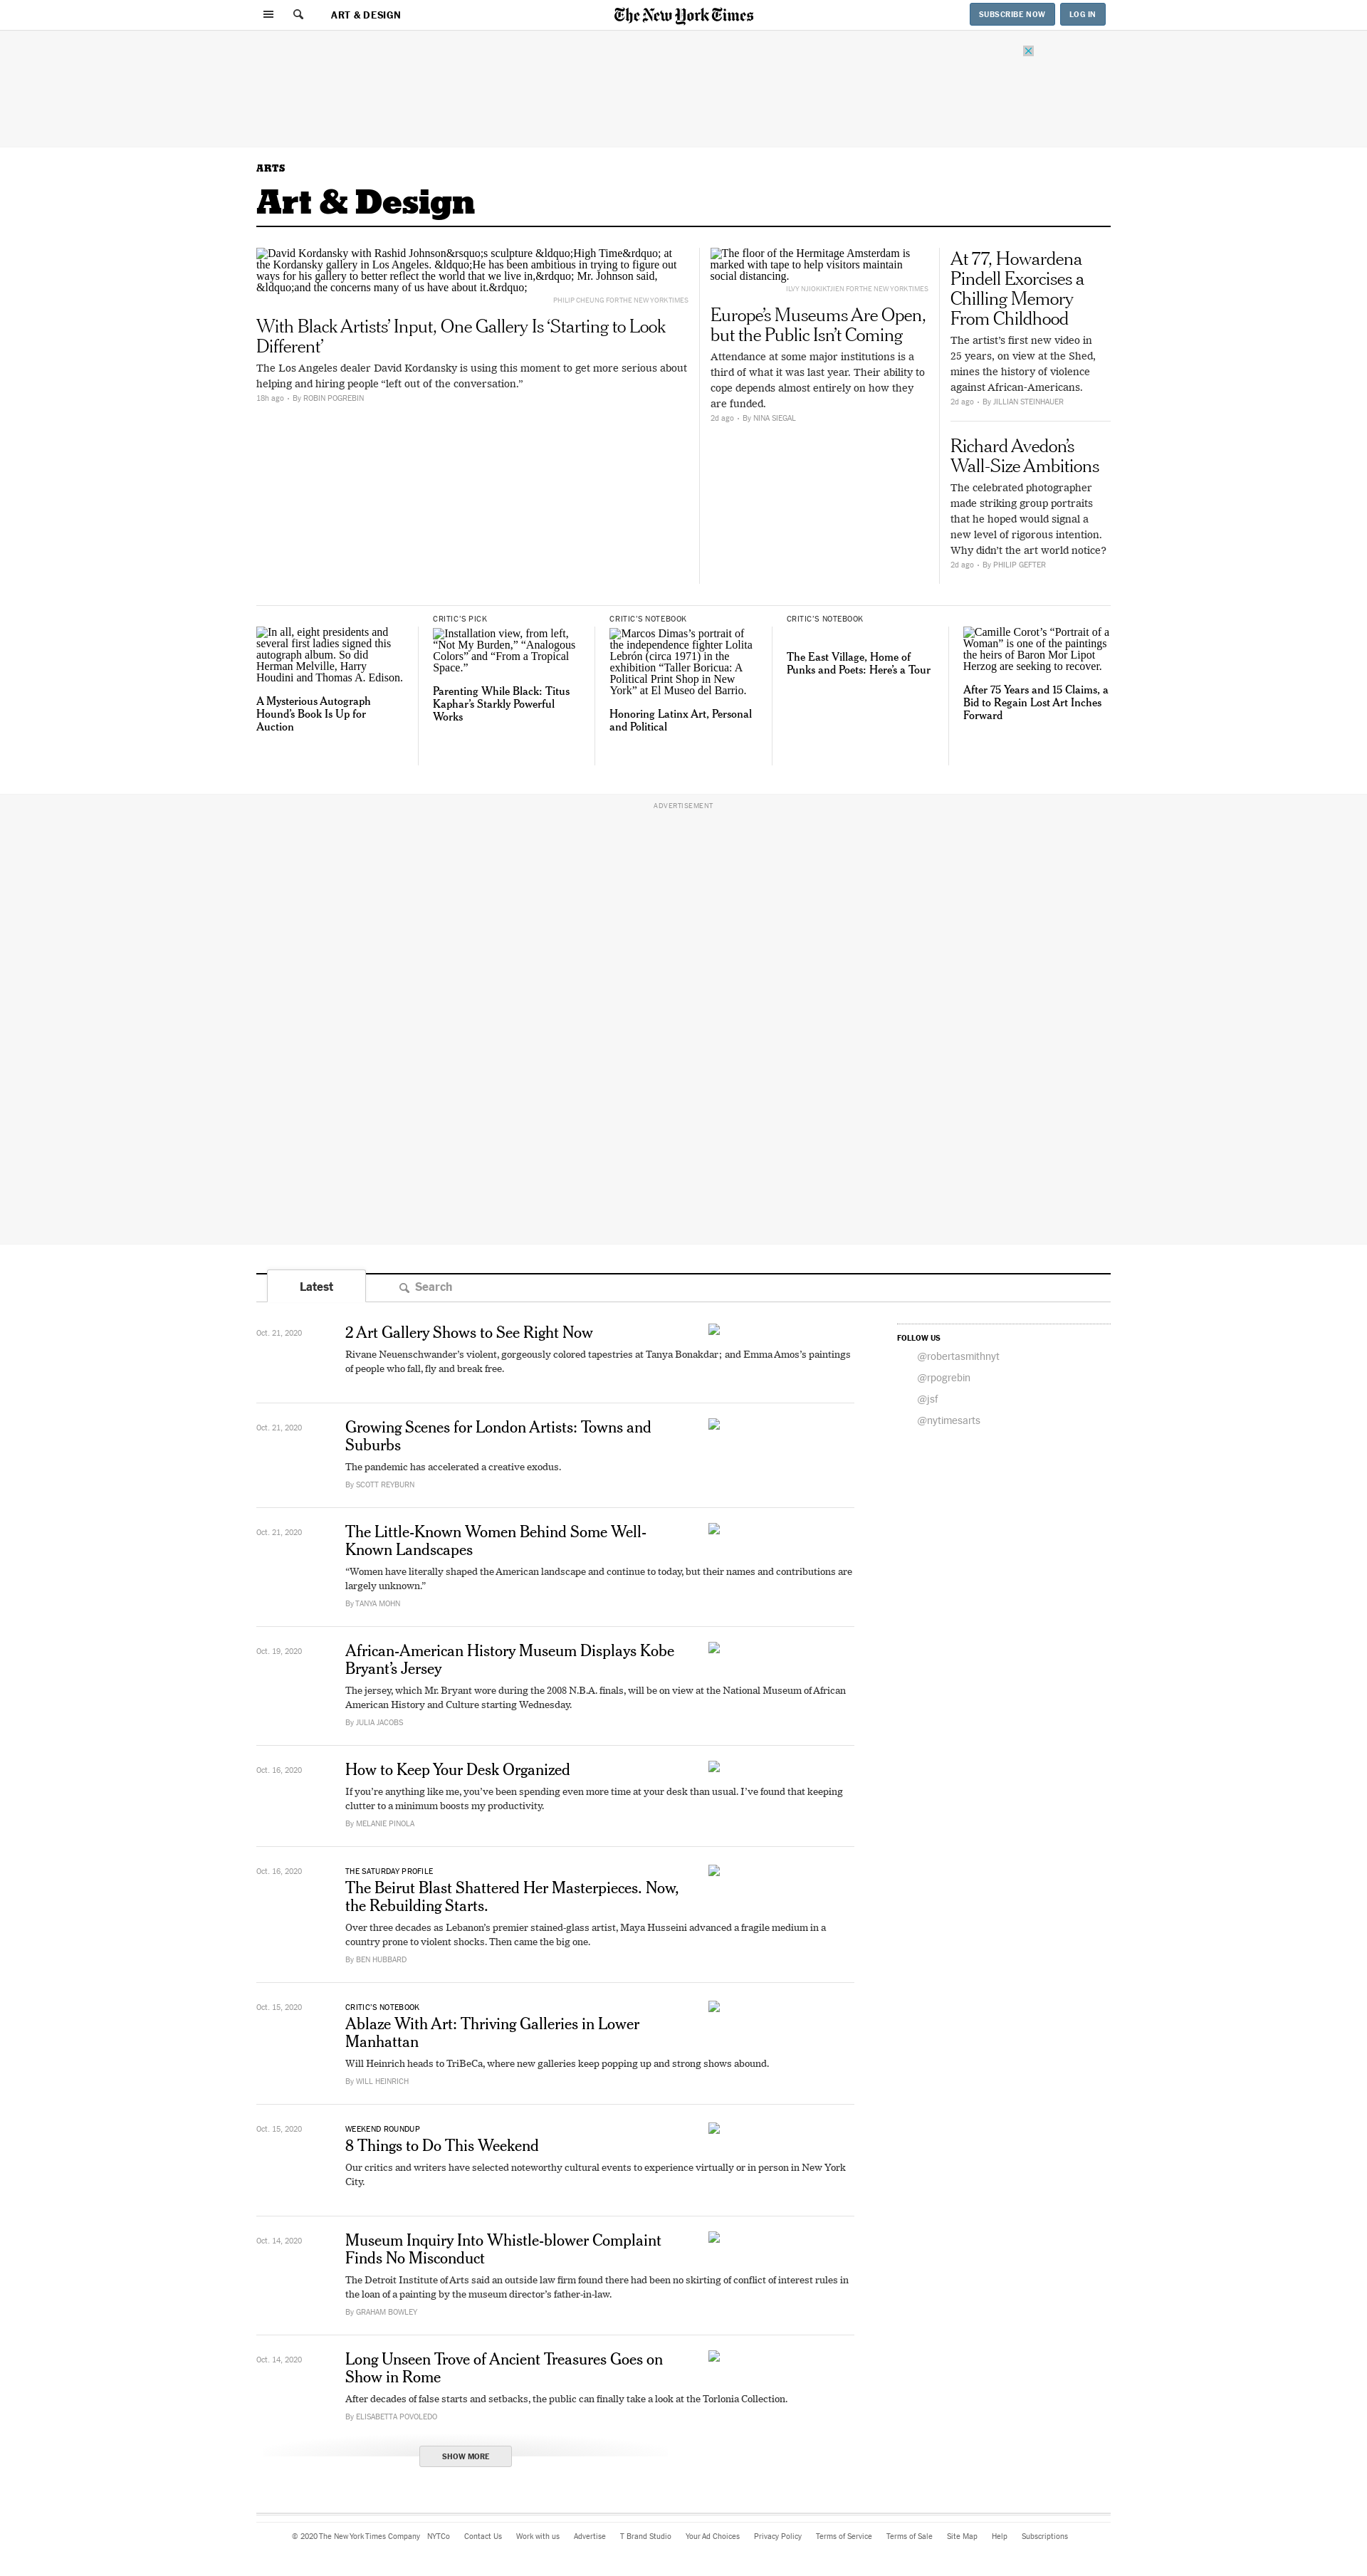 ART & DESIGN
The New York Times
SUBSCRIBE NOW
LOG IN
ARTS
Art & Design
David Kordansky with Rashid Johnson&rsquo;s sculpture &ldquo;High Time&rdquo; at
the Kordansky gallery in Los Angeles. &ldquo;He has been ambitious in trying to figure out
ways for his gallery to better reflect the world that we live in,&rdquo; Mr. Johnson said,
&ldquo;and the concerns many of us have about it.&rdquo;
PHILIP CHEUNG FOR THE NEW YORK TIMES
With Black Artists’ Input, One Gallery Is ‘Starting to Look
Different’
The Los Angeles dealer David Kordansky is using this moment to get more serious about
helping and hiring people “left out of the conversation.”
18h ago • By ROBIN POGREBIN
The floor of the Hermitage Amsterdam is
marked with tape to help visitors maintain
social distancing.
ILVY NJIOKIKTJIEN FOR THE NEW YORK TIMES
Europe’s Museums Are Open,
but the Public Isn’t Coming
Attendance at some major institutions is a
third of what it was last year. Their ability to
cope depends almost entirely on how they
are funded.
2d ago • By NINA SIEGAL
At 77, Howardena
Pindell Exorcises a
Chilling Memory
From Childhood
The artist’s first new video in
25 years, on view at the Shed,
mines the history of violence
against African-Americans.
2d ago • By JILLIAN STEINHAUER
Richard Avedon’s
Wall-Size Ambitions
The celebrated photographer
made striking group portraits
that he hoped would signal a
new level of rigorous intention.
Why didn’t the art world notice?
2d ago • By PHILIP GEFTER
In all, eight presidents and
several first ladies signed this
autograph album. So did
Herman Melville, Harry
Houdini and Thomas A. Edison.
A Mysterious Autograph
Hound’s Book Is Up for
Auction
CRITIC’S PICK
Installation view, from left,
“Not My Burden,” “Analogous
Colors” and “From a Tropical
Space.”
Parenting While Black: Titus
Kaphar’s Starkly Powerful
Works
CRITIC’S NOTEBOOK
Marcos Dimas’s portrait of
the independence fighter Lolita
Lebrón (circa 1971) in the
exhibition “Taller Boricua: A
Political Print Shop in New
York” at El Museo del Barrio.
Honoring Latinx Art, Personal
and Political
CRITIC’S NOTEBOOK
The East Village, Home of
Punks and Poets: Here’s a Tour
Camille Corot’s “Portrait of a
Woman” is one of the paintings
the heirs of Baron Mor Lipot
Herzog are seeking to recover.
After 75 Years and 15 Claims, a
Bid to Regain Lost Art Inches
Forward
ADVERTISEMENT
Latest
Search
Oct. 21, 2020
2 Art Gallery Shows to See Right Now
Rivane Neuenschwander’s violent, gorgeously colored tapestries at Tanya Bonakdar; and Emma Amos’s paintings
of people who fall, fly and break free.
Oct. 21, 2020
Growing Scenes for London Artists: Towns and
Suburbs
The pandemic has accelerated a creative exodus.
By SCOTT REYBURN
Oct. 21, 2020
The Little-Known Women Behind Some Well-
Known Landscapes
“Women have literally shaped the American landscape and continue to today, but their names and contributions are
largely unknown.”
By TANYA MOHN
Oct. 19, 2020
African-American History Museum Displays Kobe
Bryant’s Jersey
The jersey, which Mr. Bryant wore during the 2008 N.B.A. finals, will be on view at the National Museum of African
American History and Culture starting Wednesday.
By JULIA JACOBS
Oct. 16, 2020
How to Keep Your Desk Organized
If you’re anything like me, you’ve been spending even more time at your desk than usual. I’ve found that keeping
clutter to a minimum boosts my productivity.
By MELANIE PINOLA
Oct. 16, 2020
THE SATURDAY PROFILE
The Beirut Blast Shattered Her Masterpieces. Now,
the Rebuilding Starts.
Over three decades as Lebanon’s premier stained-glass artist, Maya Husseini advanced a fragile medium in a
country prone to violent shocks. Then came the big one.
By BEN HUBBARD
Oct. 15, 2020
CRITIC’S NOTEBOOK
Ablaze With Art: Thriving Galleries in Lower
Manhattan
Will Heinrich heads to TriBeCa, where new galleries keep popping up and strong shows abound.
By WILL HEINRICH
Oct. 15, 2020
WEEKEND ROUNDUP
8 Things to Do This Weekend
Our critics and writers have selected noteworthy cultural events to experience virtually or in person in New York
City.
Oct. 14, 2020
Museum Inquiry Into Whistle-blower Complaint
Finds No Misconduct
The Detroit Institute of Arts said an outside law firm found there had been no skirting of conflict of interest rules in
the loan of a painting by the museum director’s father-in-law.
By GRAHAM BOWLEY
Oct. 14, 2020
Long Unseen Trove of Ancient Treasures Goes on
Show in Rome
After decades of false starts and setbacks, the public can finally take a look at the Torlonia Collection.
By ELISABETTA POVOLEDO
SHOW MORE
FOLLOW US
@robertasmithnyt
@rpogrebin
@jsf
@nytimesarts
© 2020 The New York Times Company NYTCo Contact Us Work with us Advertise T Brand Studio Your Ad Choices Privacy Policy Terms of Service Terms of Sale Site Map Help Subscriptions